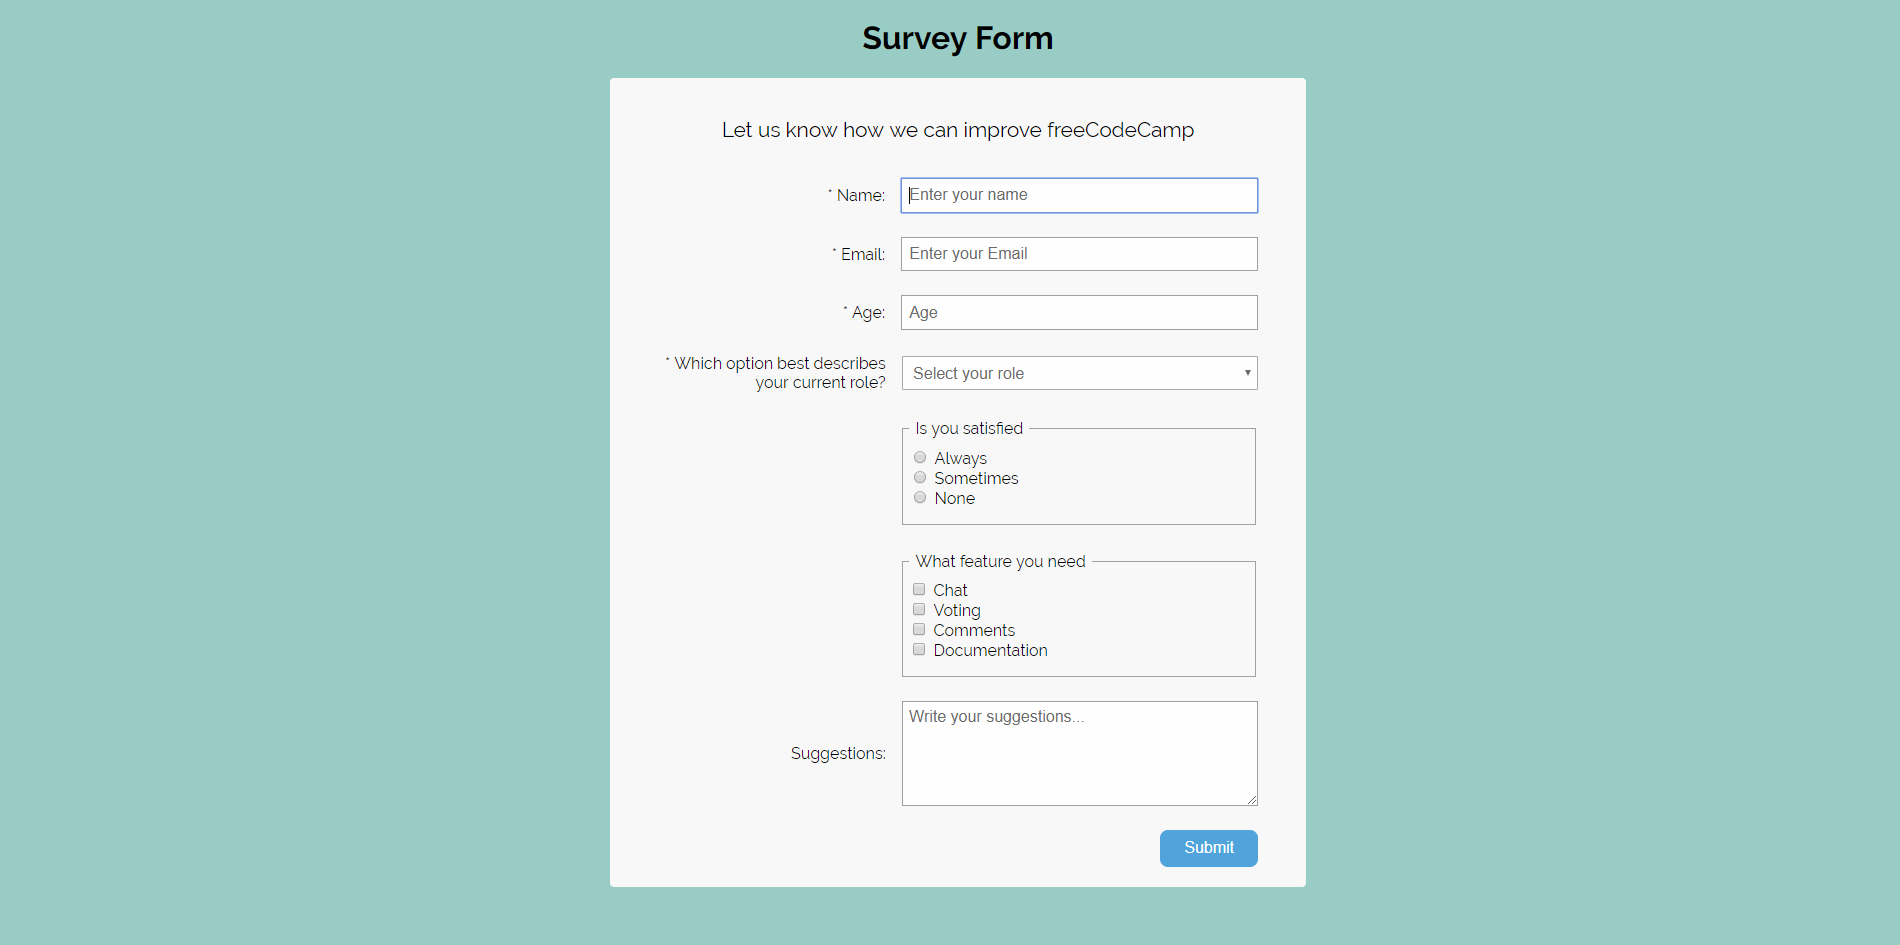 Survey Form
Let us know how we can improve freeCodeCamp
* Name:
Enter your name
* Email:
Enter your Email
* Age:
Age
* Which option best describes
your current role?
Select your role
Is you satisfied
Always
Sometimes
None
What feature you need
Chat
Voting
Comments
Documentation
Suggestions:
Write your suggestions...
Submit